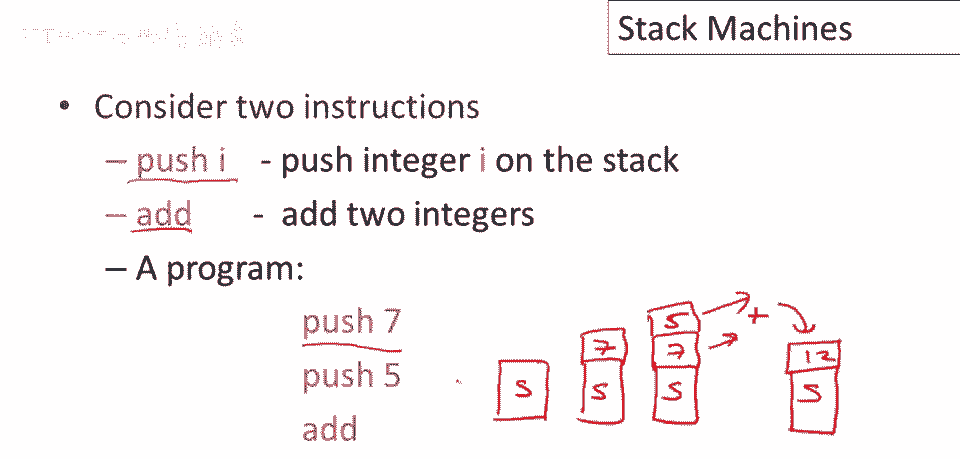 Stack Machines
• Consider two instructions
– push i - push integer i on the stack
– add - add two integers
– A program:
push 7
push 5
add
S
7
S
5
7
S
+
12
S